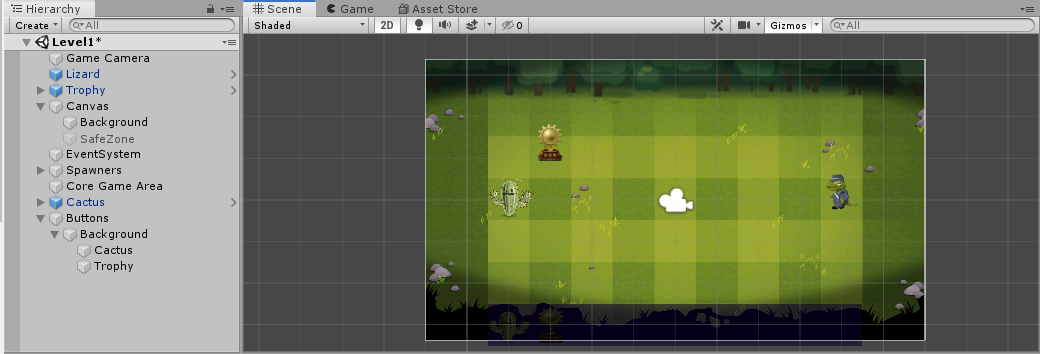 Hierarchy
Create
All
Level1*
Game Camera
Lizard
Trophy
Canvas
Background
SafeZone
EventSystem
Spawners
Core Game Area
Cactus
Buttons
Background
Cactus
Trophy
Scene
Game
Asset Store
Shaded
2D
0
Gizmos
All